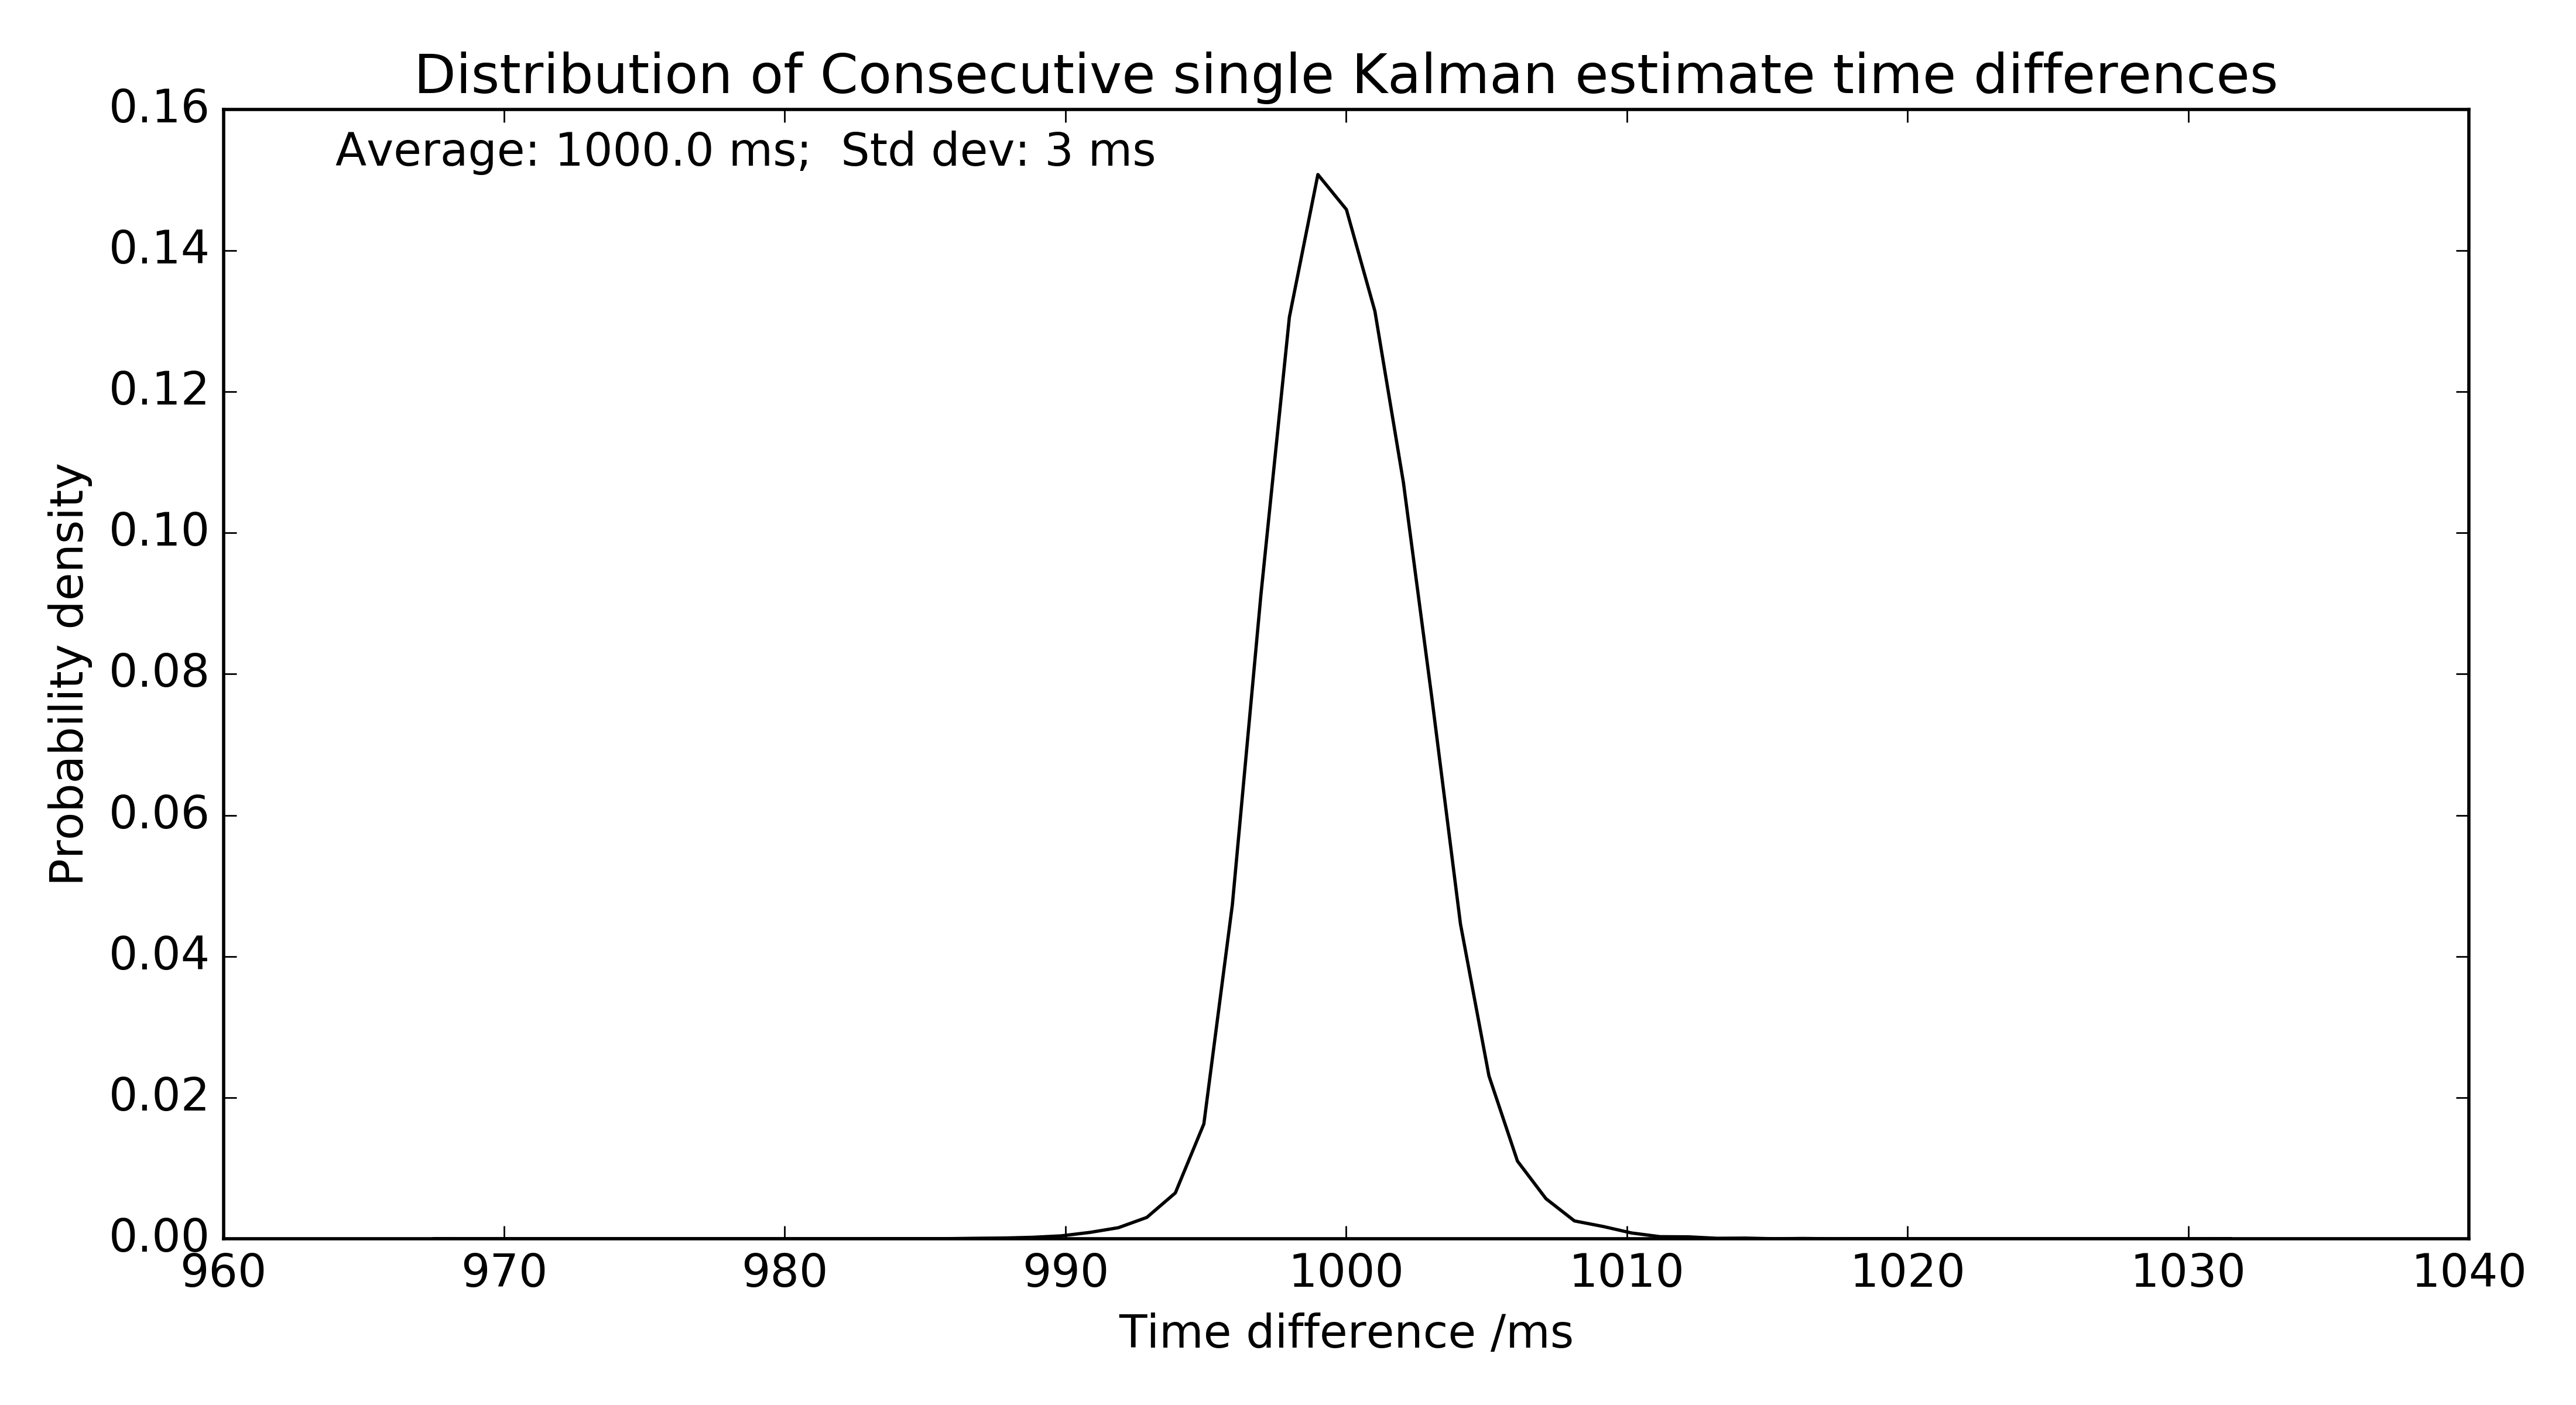 Distribution of Consecutive single Kalman estimate time differences
Average: 1000.0 ms;  Std dev: 3 ms
Probability density
0.16
0.14
0.12
0.10
0.08
0.06
0.04
0.02
0.00
960 970 980 990 1000 1010 1020 1030 1040
Time difference /ms